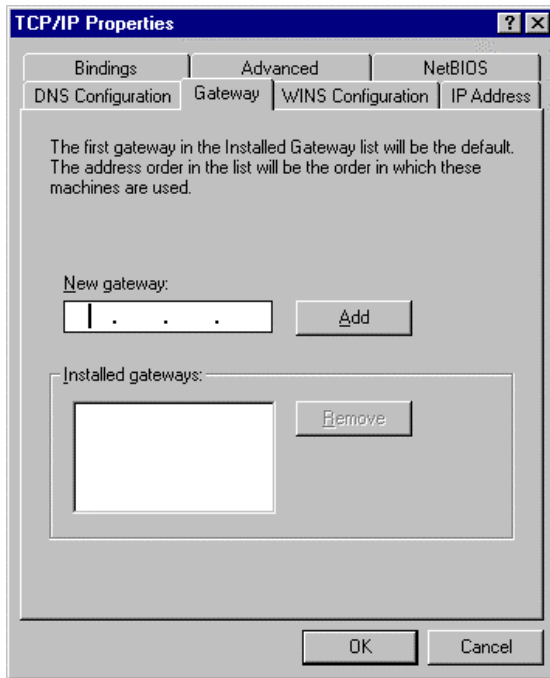 TCP/IP Properties
Bindings Advanced NetBIOS
DNS Configuration Gateway WINS Configuration IP Address
The first gateway in the Installed Gateway list will be the default.
The address order in the list will be the order in which these
machines are used.
New gateway:
. . .
Add
Installed gateways:
Remove
OK Cancel